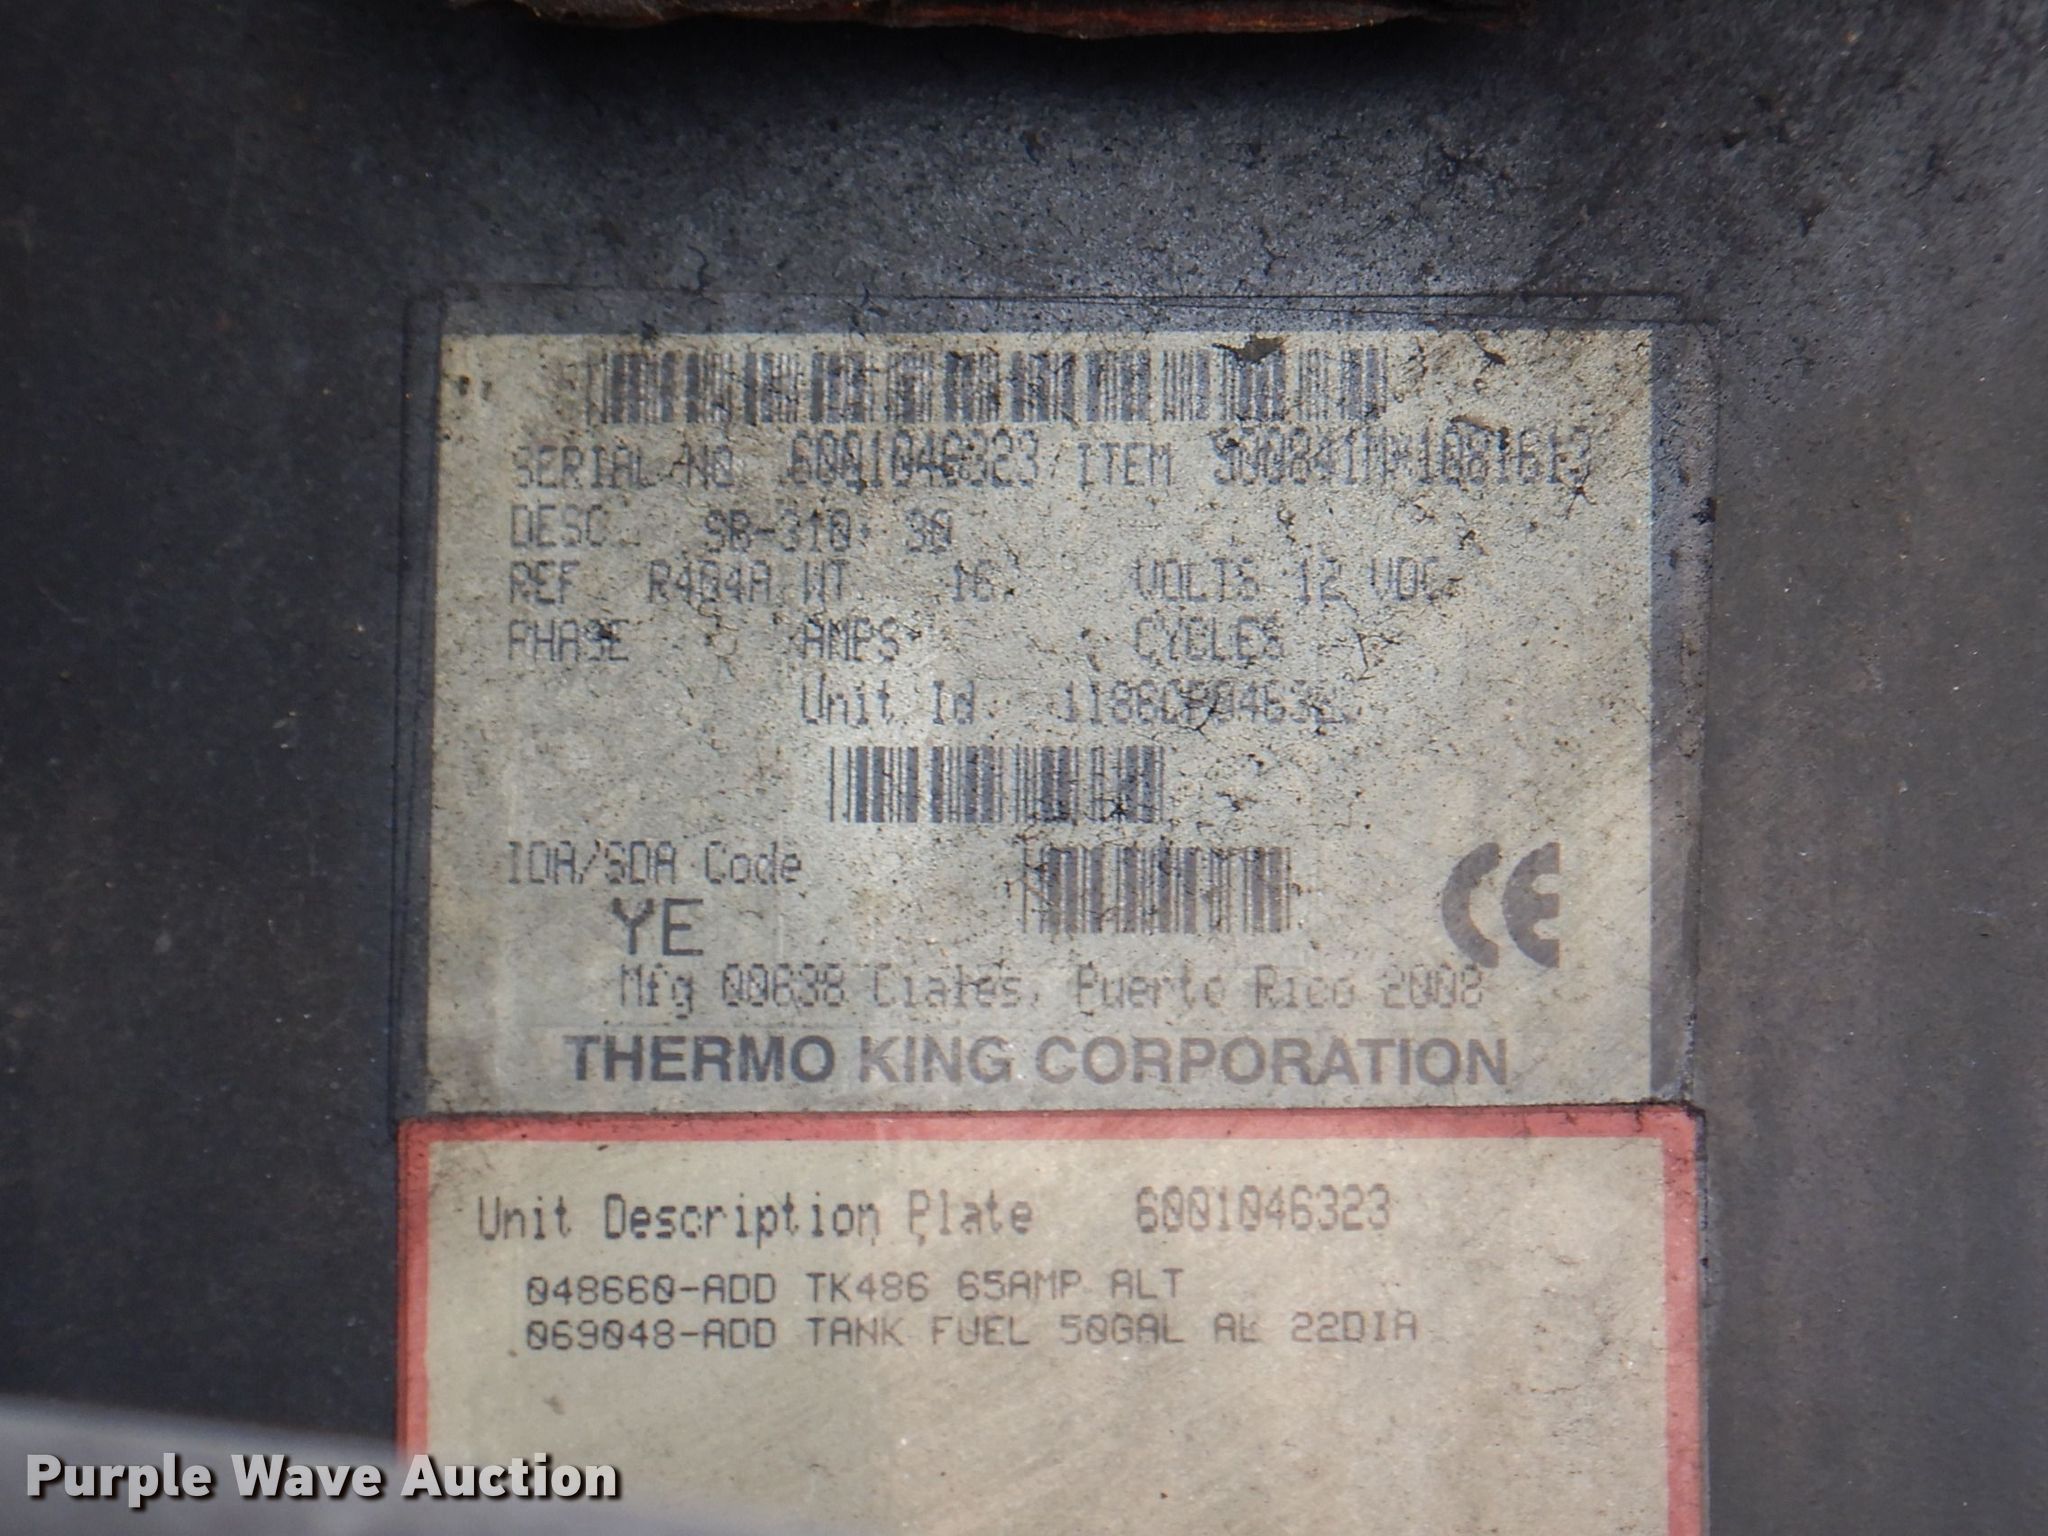 SERIAL NO 6001046323 ITEM
DESC SB-310 30
REF R404A WT 16 VOLTS 12 VDC
PHASE AMPS CYCLES
Unit Id
IDA/SDA Code
YE
CE
Mfg 00638 Ciales, Puerto Rico 2008
THERMO KING CORPORATION
Unit Description Plate 6001046323
048660-ADD TK486 65AMP ALT
069048-ADD TANK FUEL 50GAL AL 22DIA
Purple Wave Auction